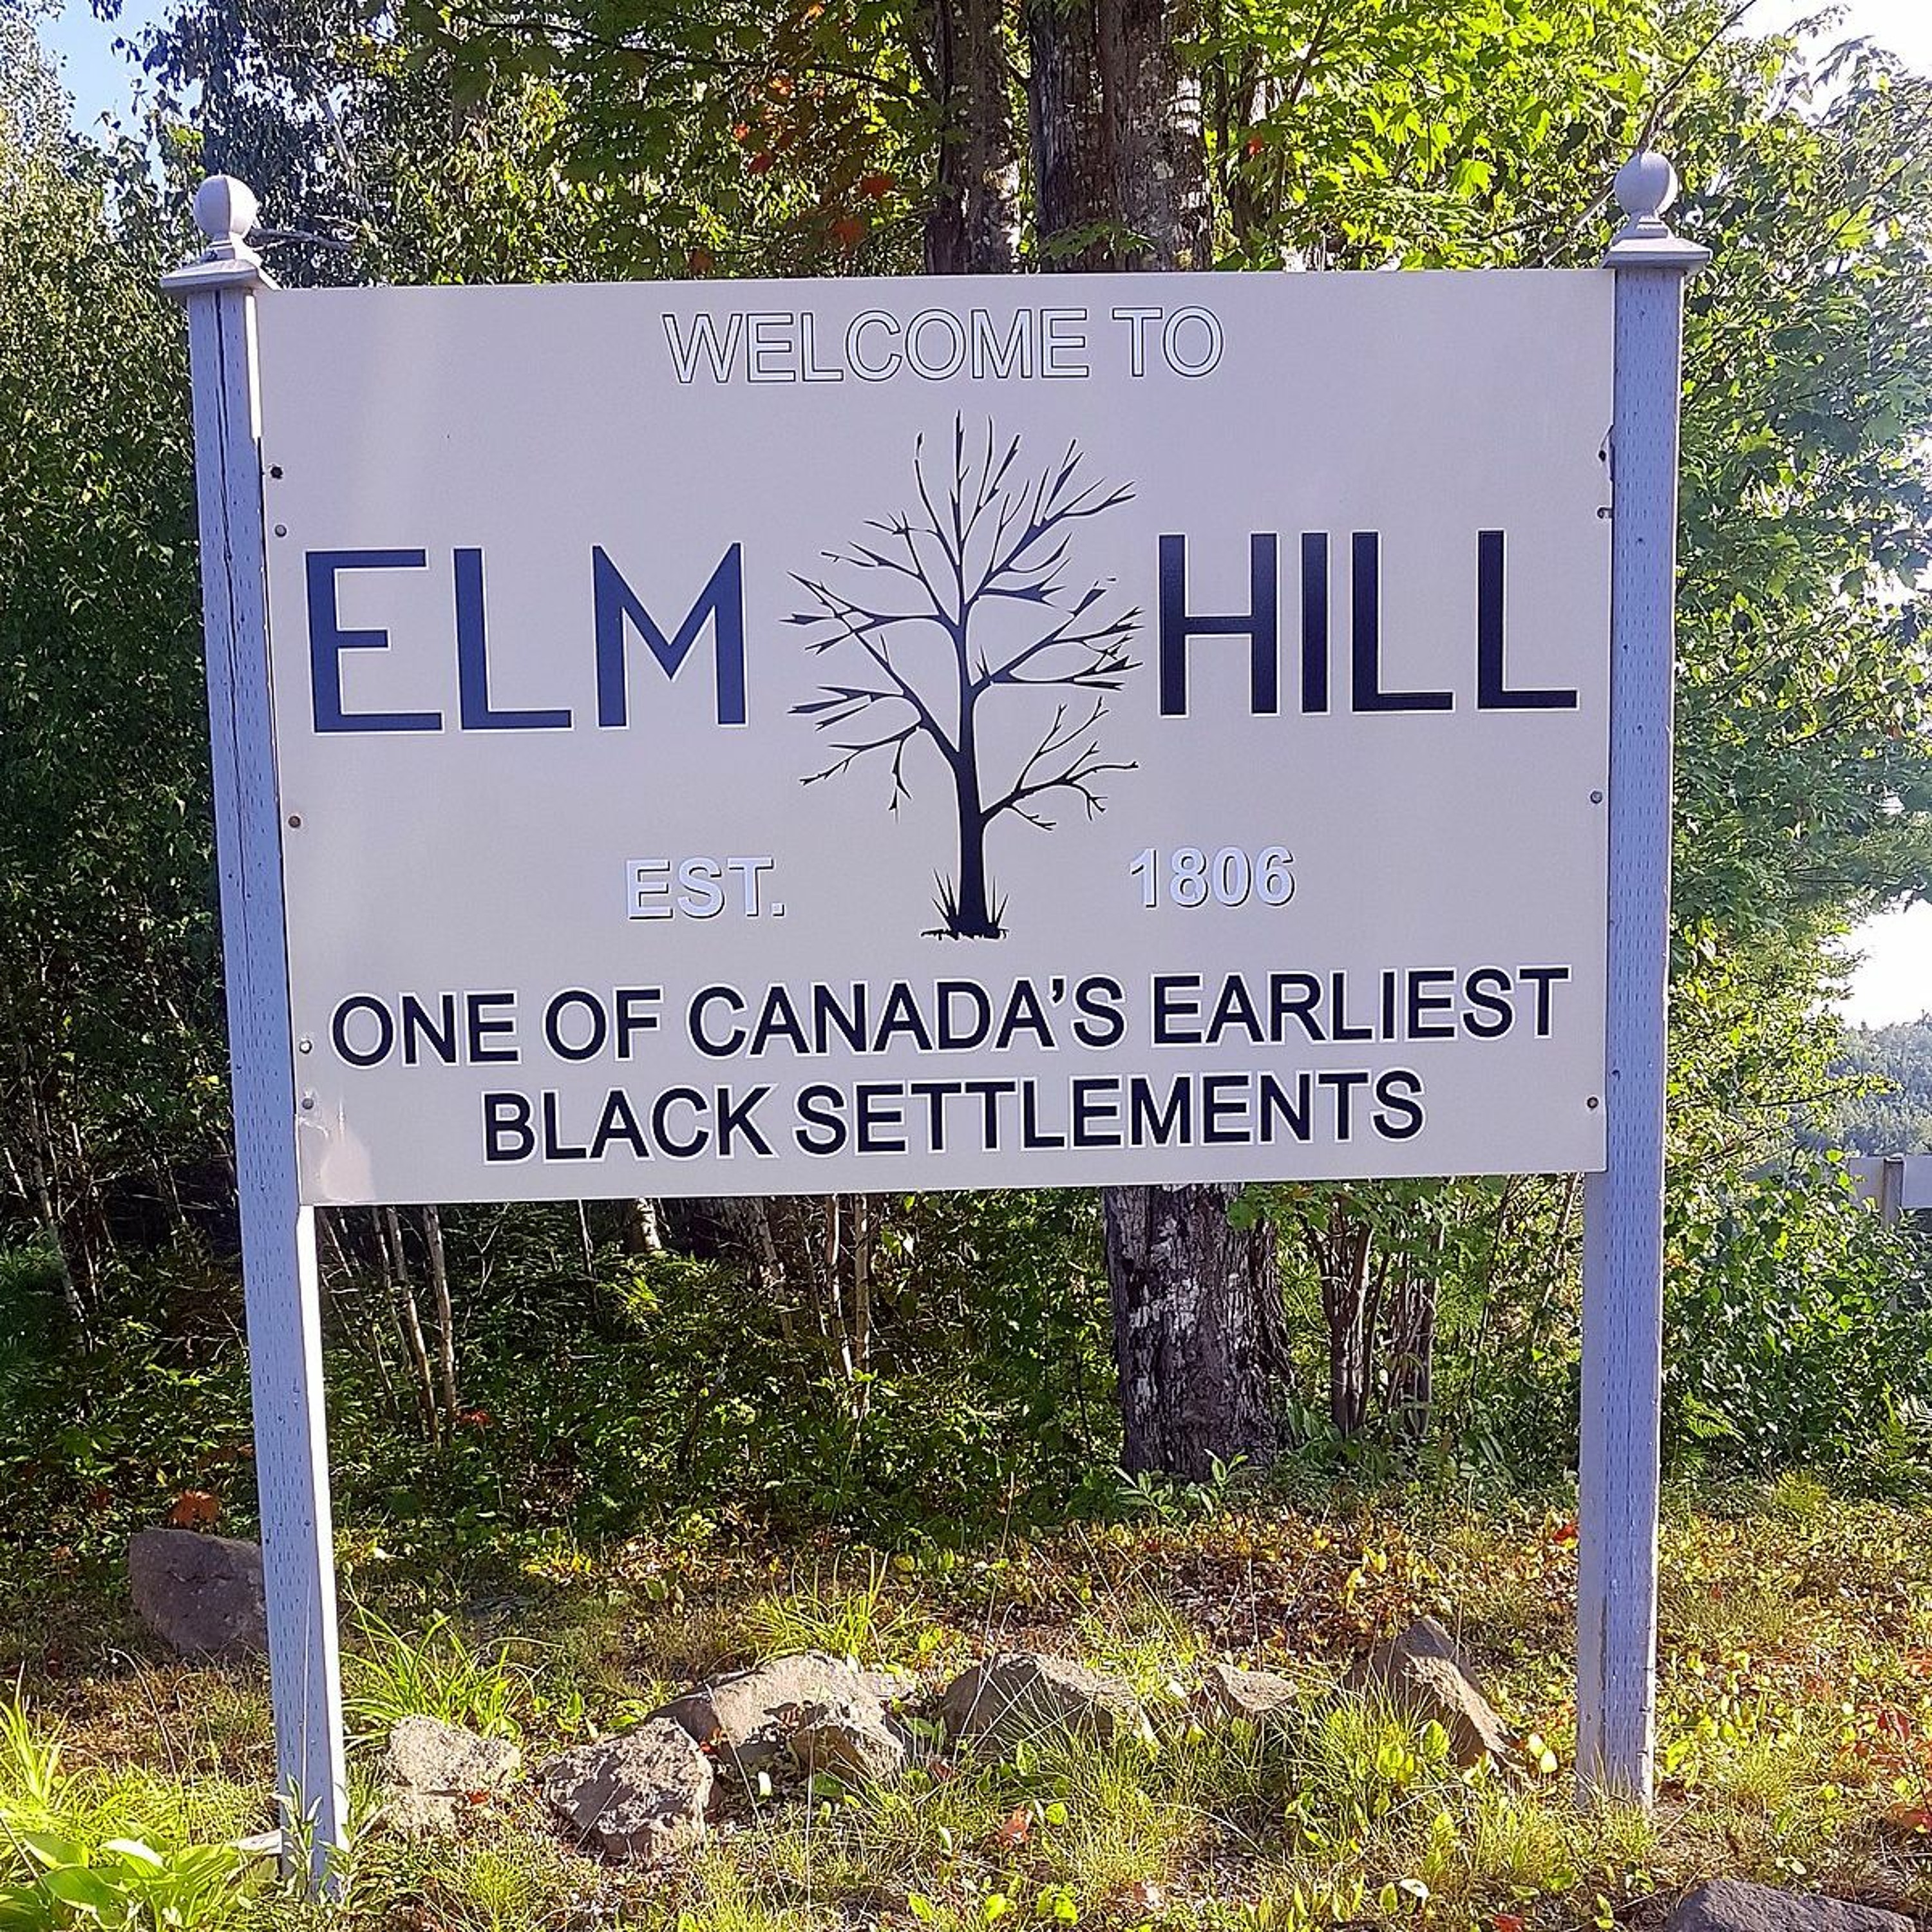 WELCOME TO
ELM HILL
EST. 1806
ONE OF CANADA'S EARLIEST
BLACK SETTLEMENTS